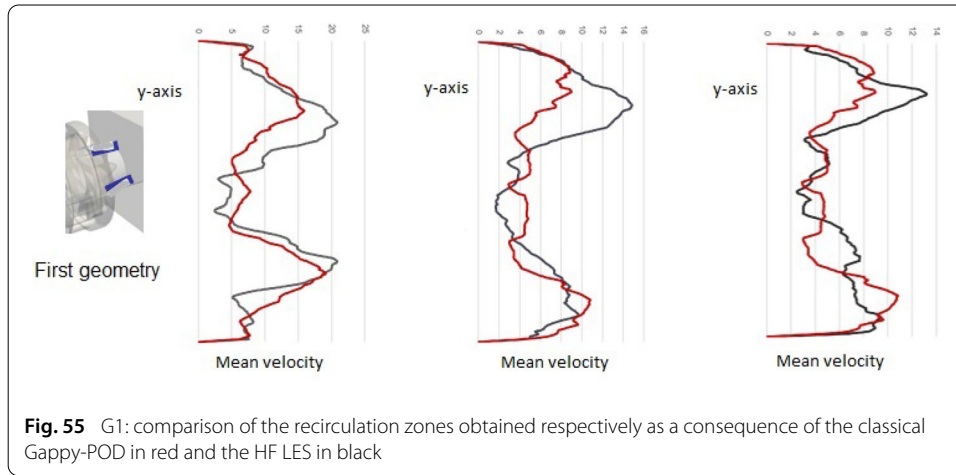 0 5 10 15 20 25
0 2 4 6 8 10 12 14 16
0 2 4 6 8 10 12 14
y-axis
y-axis
y-axis
First geometry
Mean velocity
Mean velocity
Mean velocity
Fig. 55 G1: comparison of the recirculation zones obtained respectively as a consequence of the classical
Gappy-POD in red and the HF LES in black